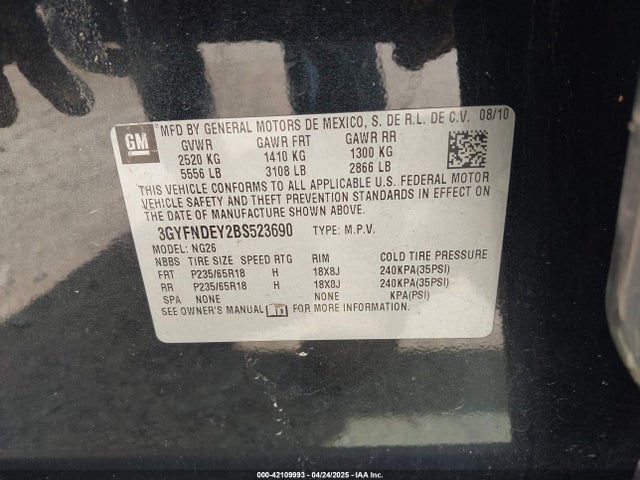 GM
MFD BY GENERAL MOTORS DE MEXICO, S. DE R.L. DE C.V. 08/10
GVWR GAWR FRT GAWR RR
2520 KG 1410 KG 1300 KG
5556 LB 3108 LB 2866 LB
THIS VEHICLE CONFORMS TO ALL APPLICABLE U.S. FEDERAL MOTOR
VEHICLE SAFETY AND THEFT PREVENTION STANDARDS IN EFFECT ON
THE DATE OF MANUFACTURE SHOWN ABOVE.
3GYFNDEY2BS523690 TYPE: M.P.V.
MODEL: NG26
NBBS TIRE SIZE SPEED RTG RIM COLD TIRE PRESSURE
FRT P235/65R18 H 18X8J 240KPA(35PSI)
RR P235/65R18 H 18X8J 240KPA(35PSI)
SPA NONE NONE KPA(PSI)
SEE OWNER'S MANUAL FOR MORE INFORMATION.
000-42109993 - 04/24/2025 - IAA Inc.